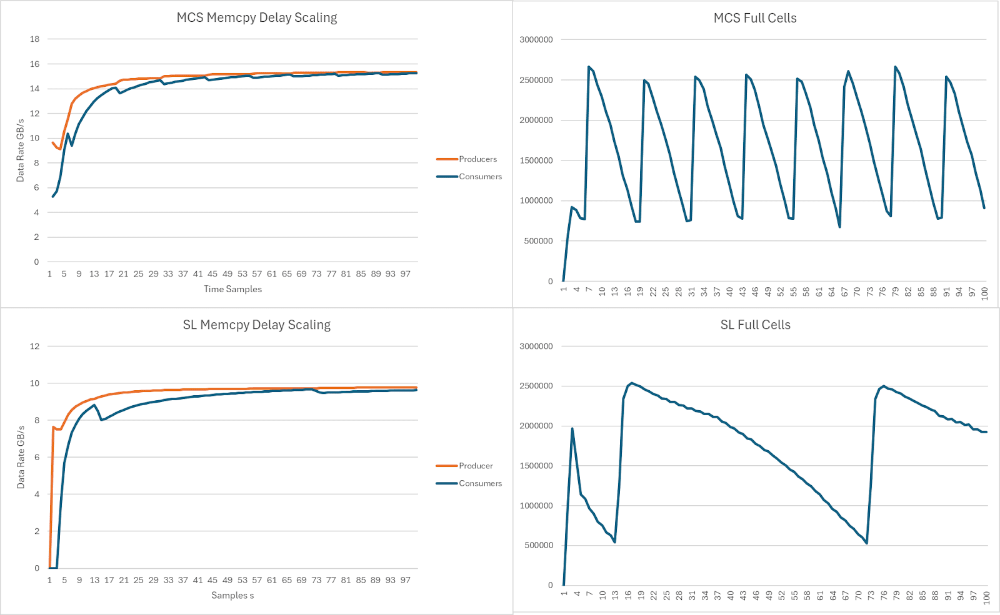 MCS Memcpy Delay Scaling
18
16
14
12
10
8
6
4
2
0
Data Rate GB/s
1 5 9 13 17 21 25 29 33 37 41 45 49 53 57 61 65 69 73 77 81 85 89 93 97
Time Samples
Producers
Consumers
MCS Full Cells
3000000
2500000
2000000
1500000
1000000
500000
0
1 4 7 10 13 16 19 22 25 28 31 34 37 40 43 46 49 52 55 58 61 64 67 70 73 76 79 82 85 88 91 94 97 100
SL Memcpy Delay Scaling
12
10
8
6
4
2
0
Data Rate GB/s
1 5 9 13 17 21 25 29 33 37 41 45 49 53 57 61 65 69 73 77 81 85 89 93 97
Samples s
Producer
Consumers
SL Full Cells
3000000
2500000
2000000
1500000
1000000
500000
0
1 4 7 10 13 16 19 22 25 28 31 34 37 40 43 46 49 52 55 58 61 64 67 70 73 76 79 82 85 88 91 94 97 100